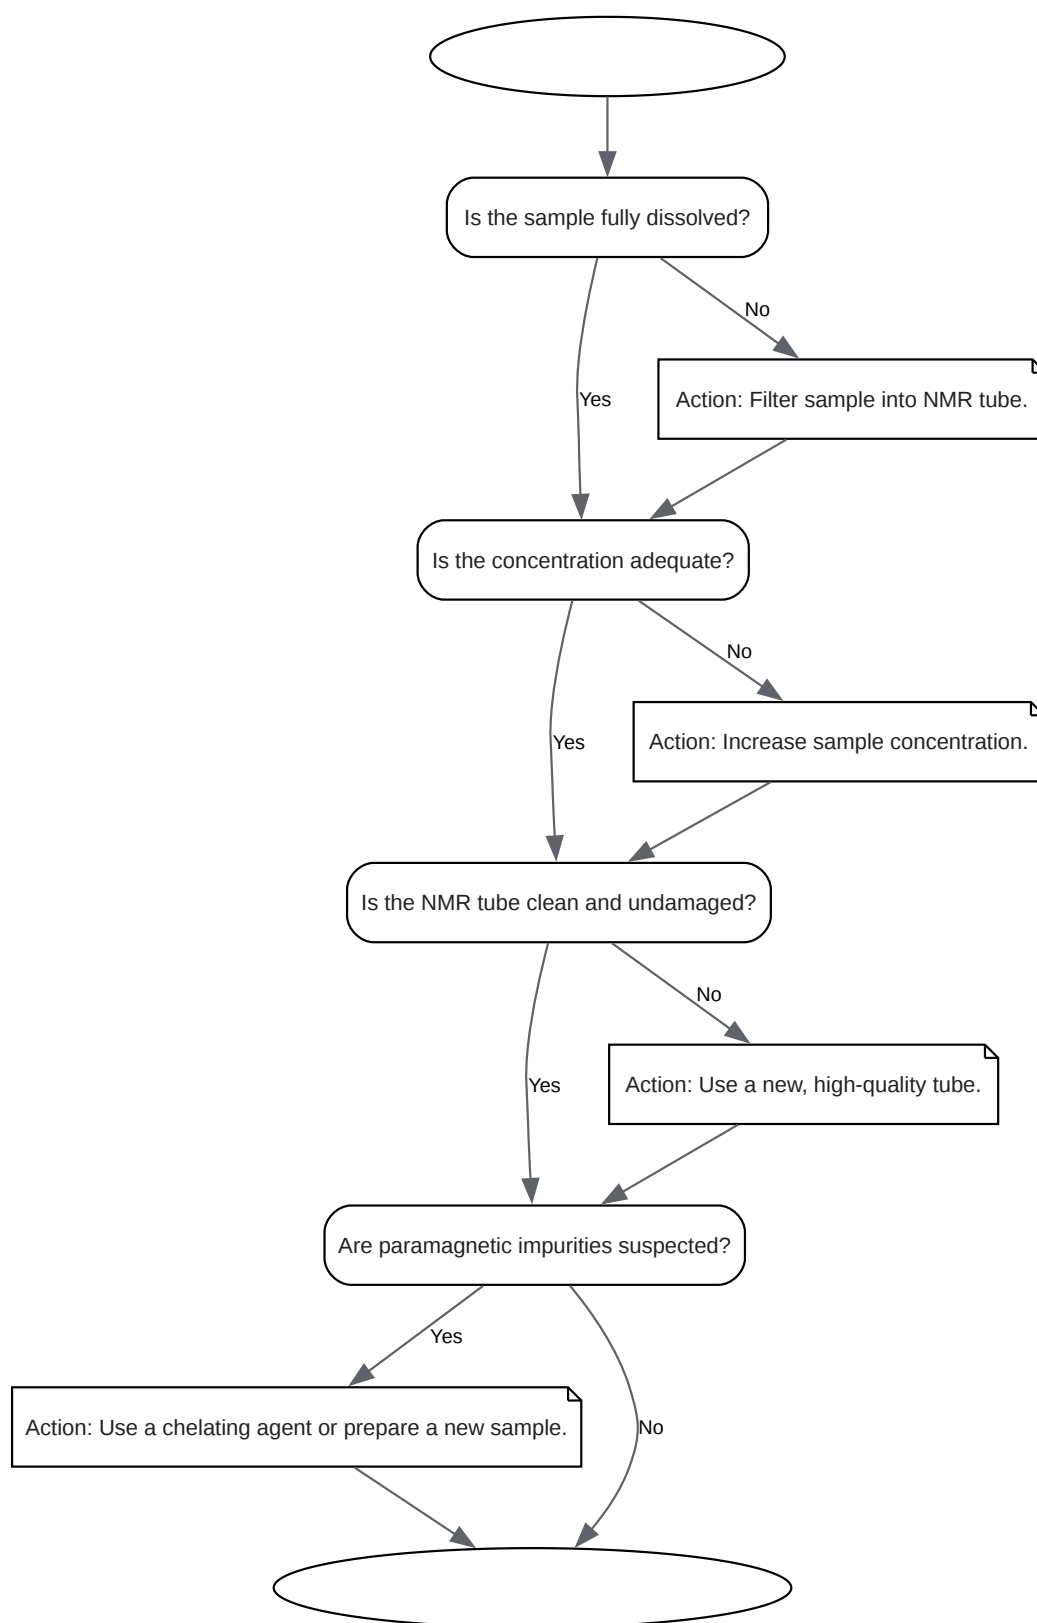 Is the sample fully dissolved?
No
Yes
Action: Filter sample into NMR tube.
Is the concentration adequate?
No
Yes
Action: Increase sample concentration.
Is the NMR tube clean and undamaged?
No
Yes
Action: Use a new, high-quality tube.
Are paramagnetic impurities suspected?
Yes
Action: Use a chelating agent or prepare a new sample.
No